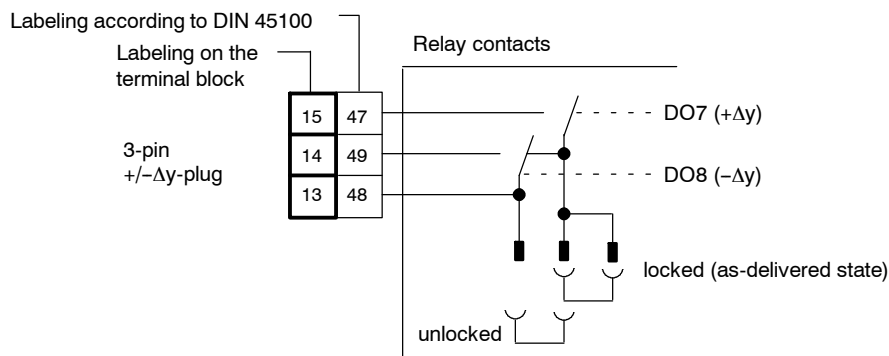 Labeling according to DIN 45100
Labeling on the
terminal block
Relay contacts
15 47
DO7 (+Δy)
3-pin
+/−Δy-plug
14 49
DO8 (−Δy)
13 48
locked (as-delivered state)
unlocked